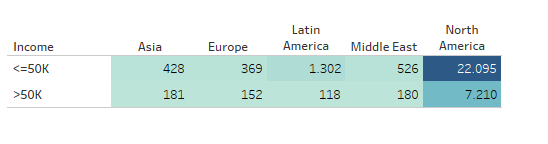 Income Asia Europe Latin America Middle East North America
<=50K 428 369 1.302 526 22.095
>50K 181 152 118 180 7.210